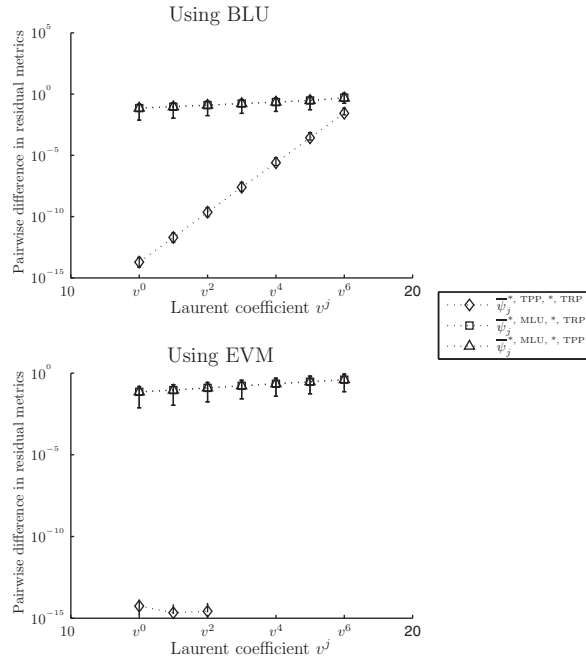 Using BLU
Pairwise difference in residual metrics
10^5
10^0
10^-5
10^-10
10^-15
10 v^0 v^2 v^4 v^6 20
Laurent coefficient v^j
ψ̅_j^*, TPP, *, TRP
ψ̅_j^*, MLU, *, TRP
ψ̅_j^*, MLU, *, TPP
Using EVM
Pairwise difference in residual metrics
10^0
10^-5
10^-10
10^-15
10 v^0 v^2 v^4 v^6 20
Laurent coefficient v^j